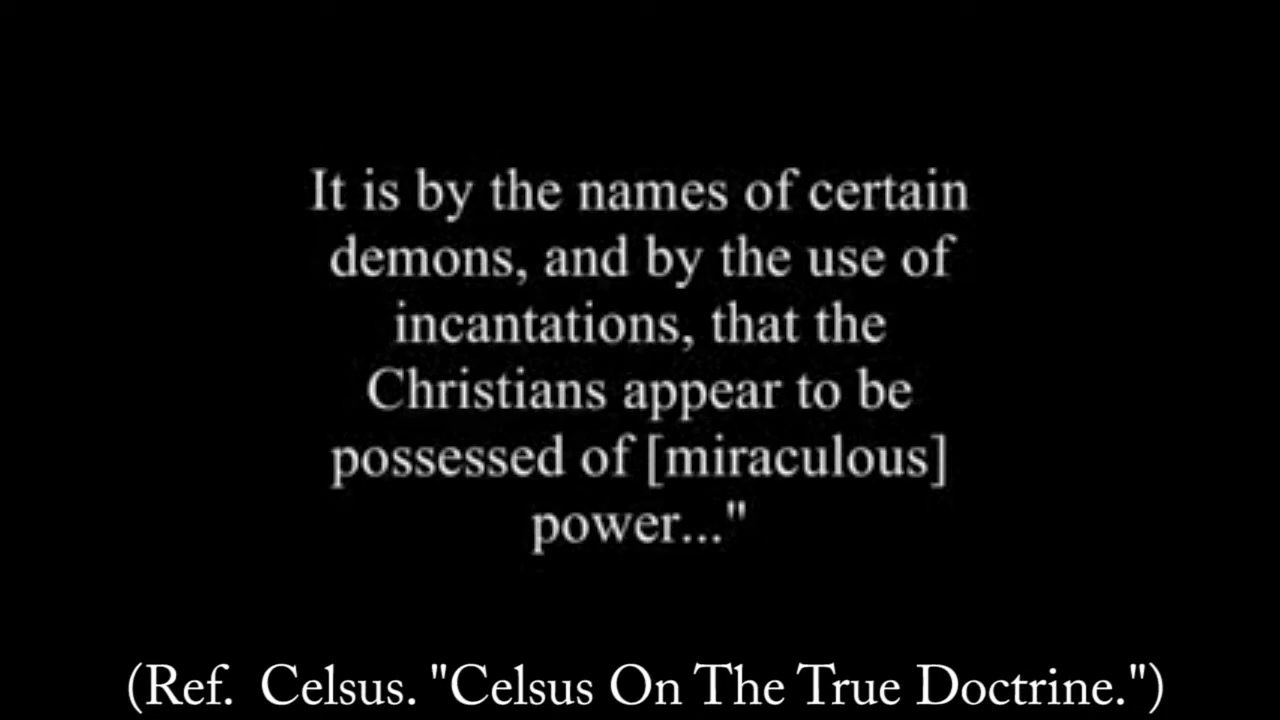 It is by the names of certain
demons, and by the use of
incantations, that the
Christians appear to be
possessed of [miraculous]
power..."
(Ref.  Celsus. "Celsus On The True Doctrine.")